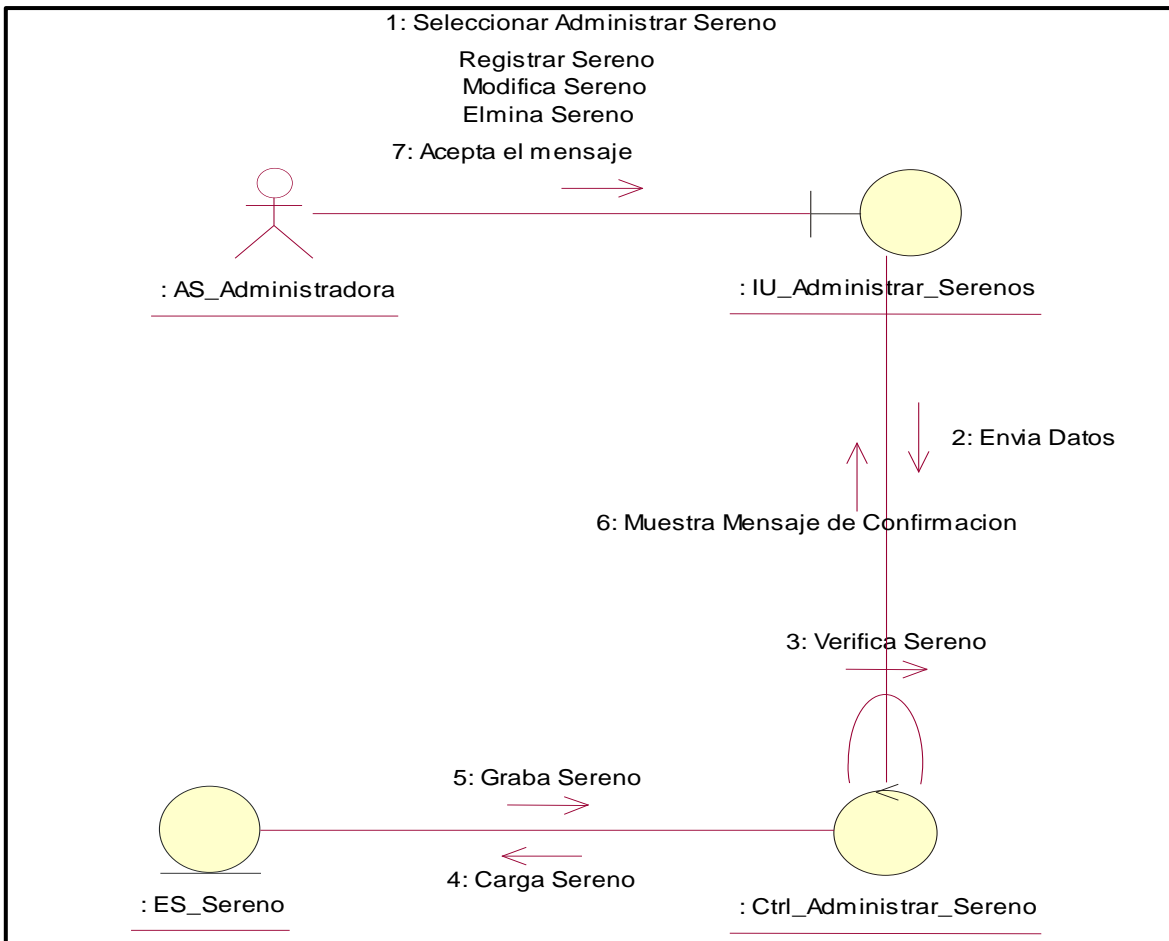 1: Seleccionar Administrar Sereno
Registrar Sereno
Modifica Sereno
Elmina Sereno
7: Acepta el mensaje
: AS_Administradora
: IU_Administrar_Serenos
2: Envia Datos
6: Muestra Mensaje de Confirmacion
3: Verifica Sereno
5: Graba Sereno
4: Carga Sereno
: ES_Sereno
: Ctrl_Administrar_Sereno